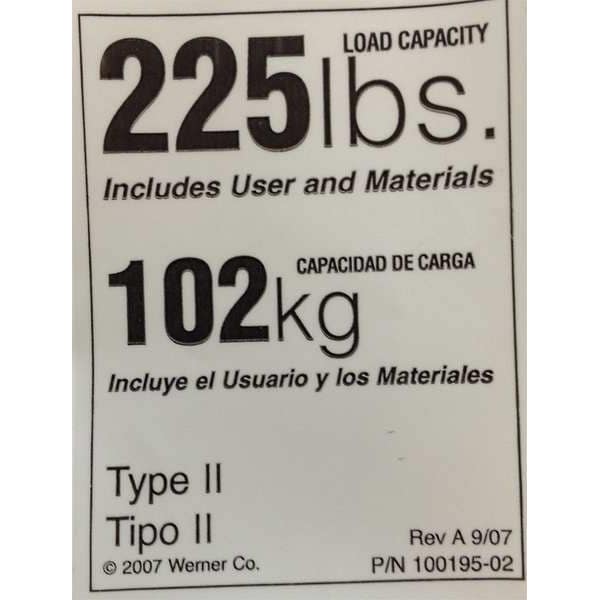 LOAD CAPACITY
225lbs.
Includes User and Materials
CAPACIDAD DE CARGA
102kg
Incluye el Usuario y los Materiales
Type II
Tipo II
Rev A 9/07
© 2007 Werner Co.
P/N 100195-02